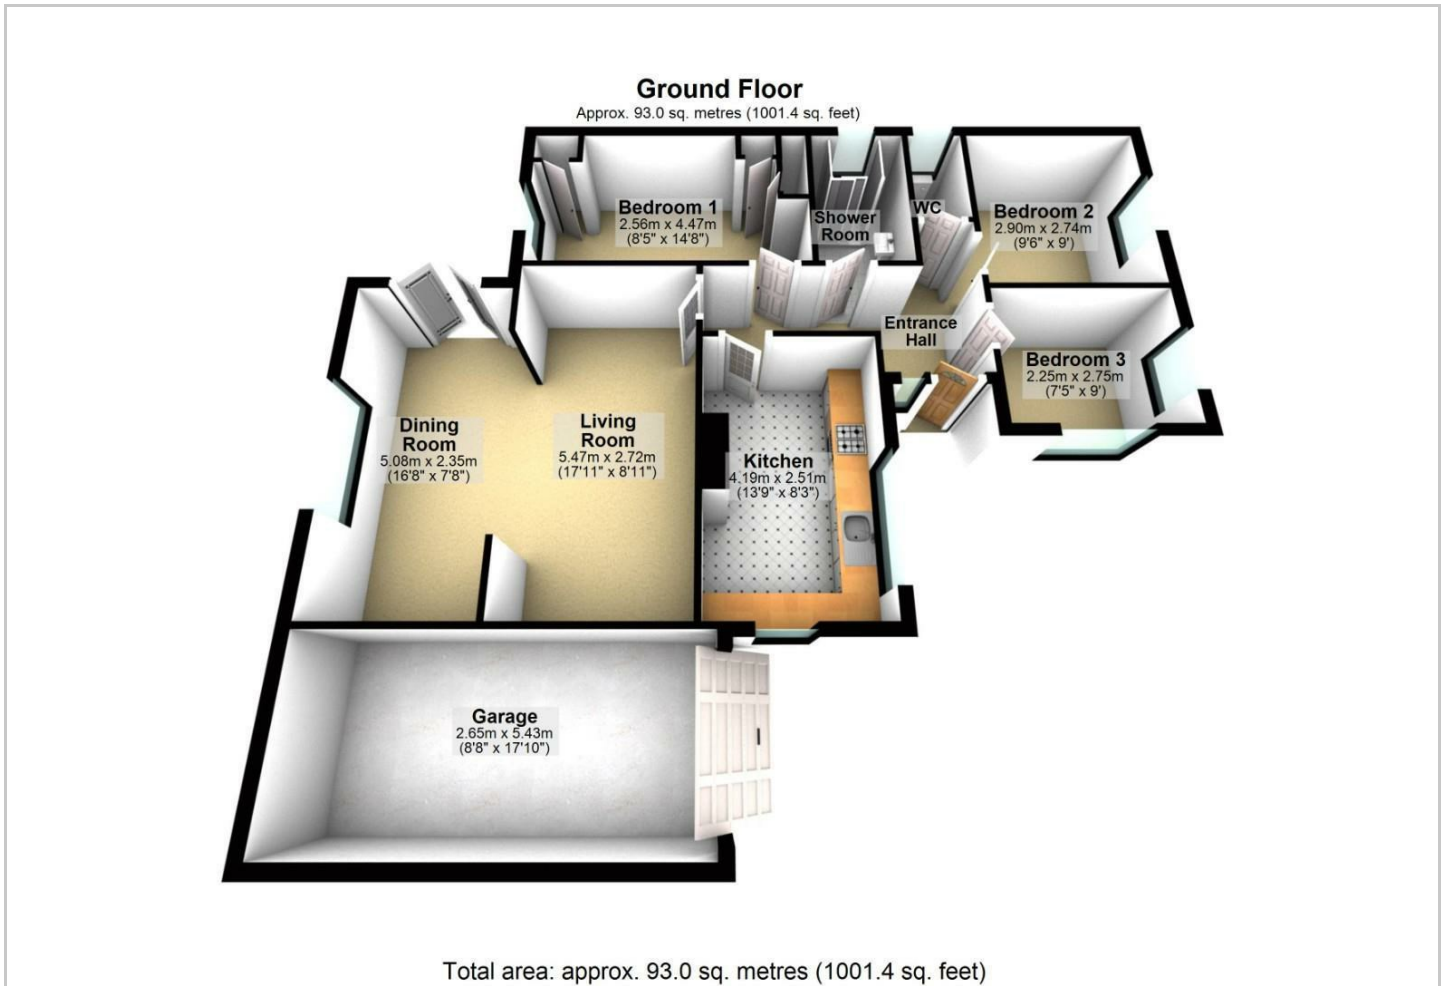 Ground Floor
Approx. 93.0 sq. metres (1001.4 sq. feet)
Bedroom 1
2.56m x 4.47m
(8'5" x 14'8")
Shower
Room
WC
Bedroom 2
2.90m x 2.74m
(9'6" x 9')
Entrance
Hall
Bedroom 3
2.25m x 2.75m
(7'5" x 9')
Dining
Room
5.08m x 2.35m
(16'8" x 7'8")
Living
Room
5.47m x 2.72m
(17'11" x 8'11")
Kitchen
4.19m x 2.51m
(13'9" x 8'3")
Garage
2.65m x 5.43m
(8'8" x 17'10")
Total area: approx. 93.0 sq. metres (1001.4 sq. feet)